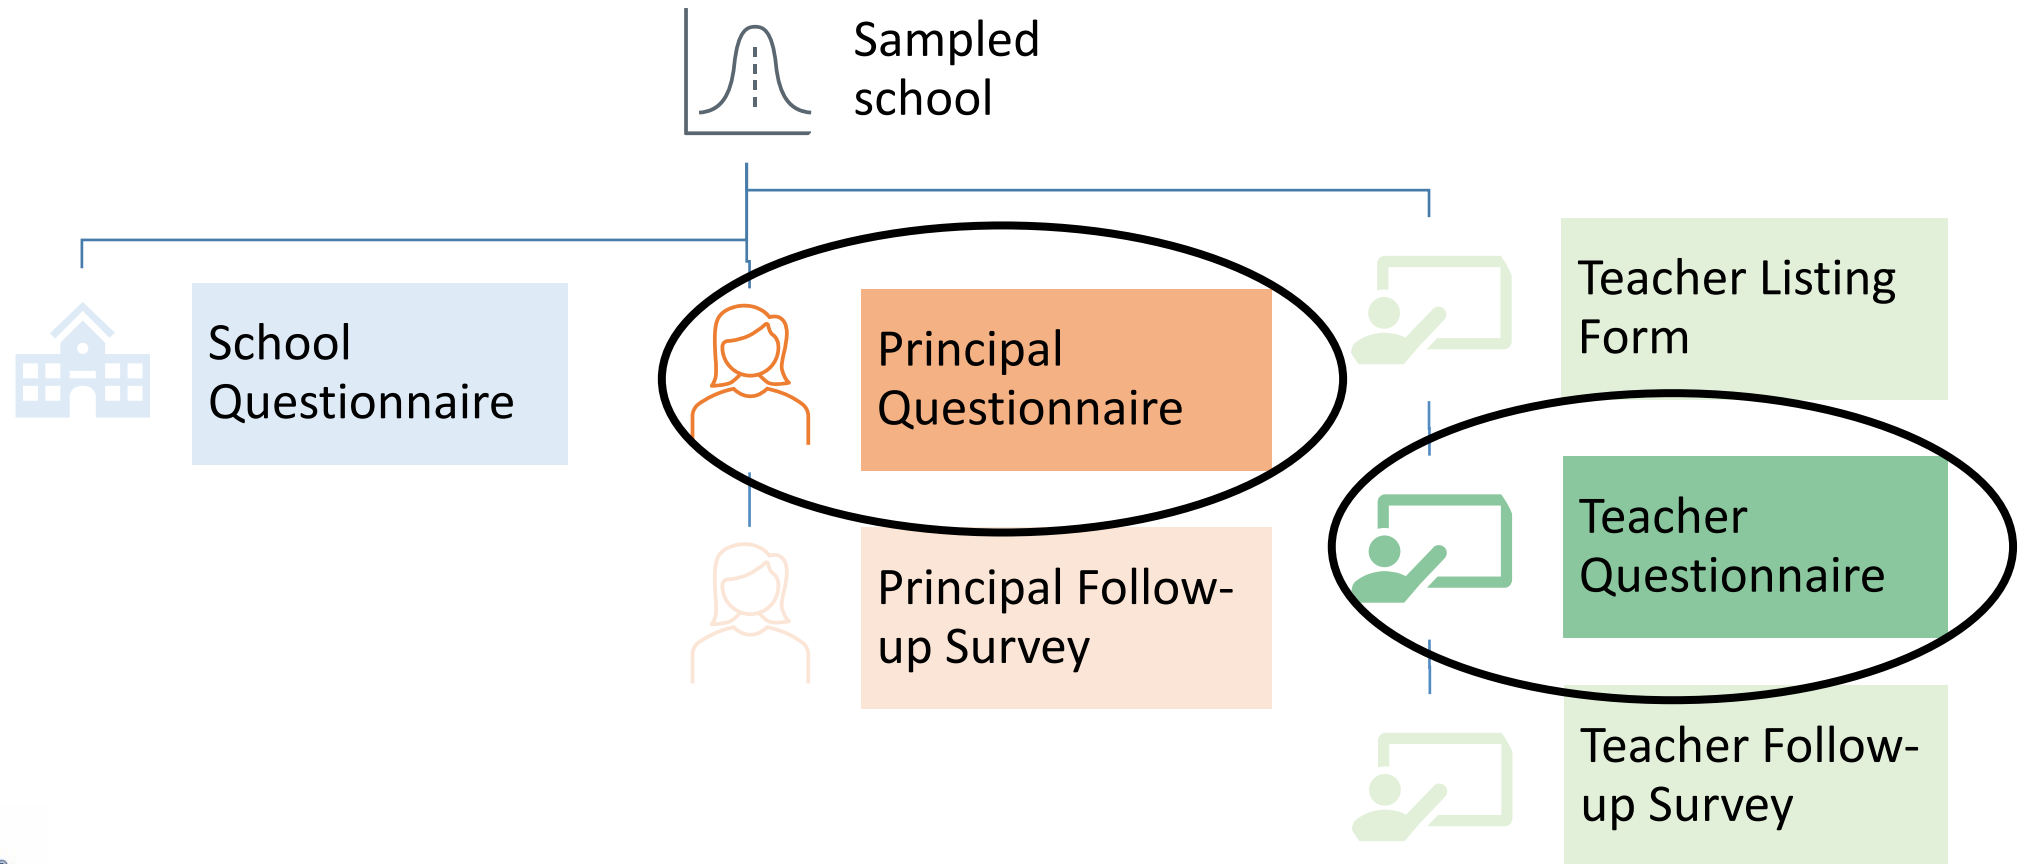 Sampled
school
School
Questionnaire
Principal
Questionnaire
Principal Follow-
up Survey
Teacher Listing
Form
Teacher
Questionnaire
Teacher Follow-
up Survey